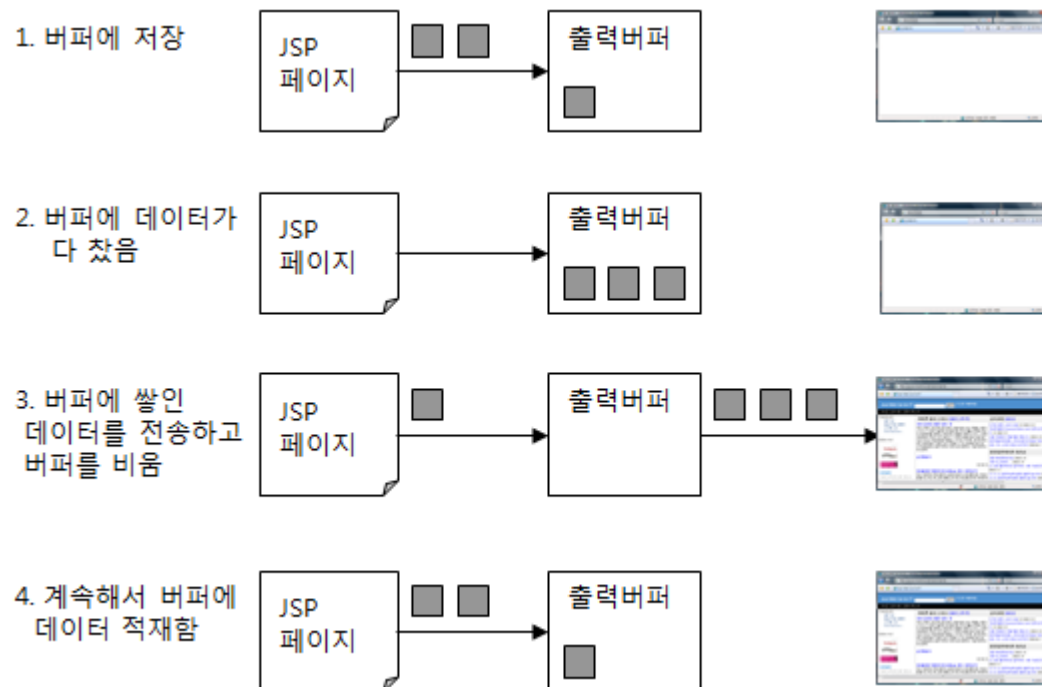 1. 버퍼에 저장
JSP
페이지
출력버퍼
2. 버퍼에 데이터가
다 찼음
JSP
페이지
출력버퍼
3. 버퍼에 쌓인
데이터를 전송하고
버퍼를 비움
JSP
페이지
출력버퍼
4. 계속해서 버퍼에
데이터 적재함
JSP
페이지
출력버퍼